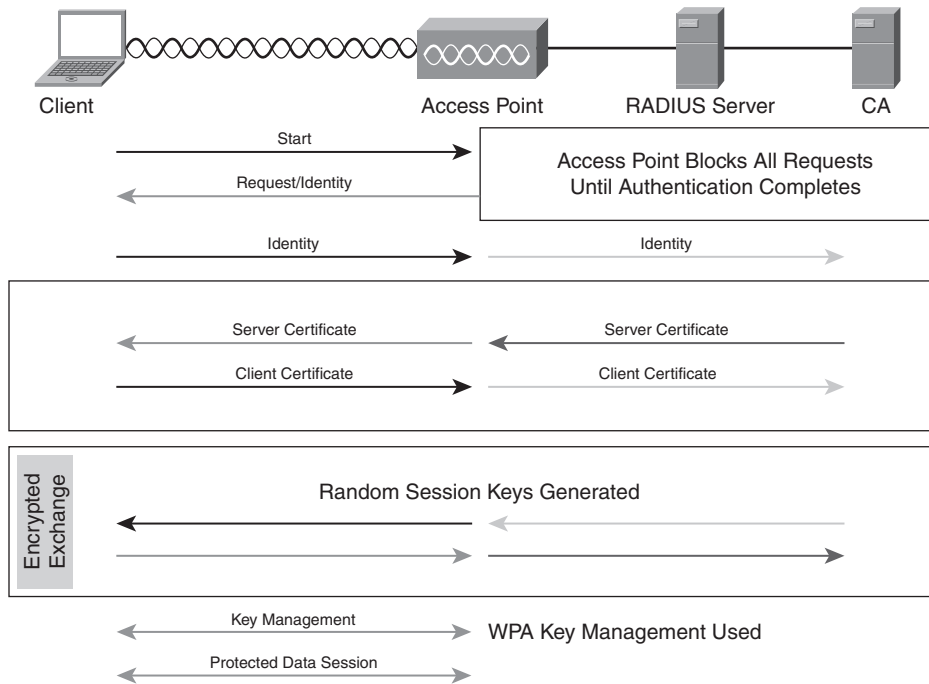 Client
Access Point
RADIUS Server
CA
Start
Access Point Blocks All Requests
Until Authentication Completes
Request/Identity
Identity
Identity
Server Certificate
Server Certificate
Client Certificate
Client Certificate
Encrypted
Exchange
Random Session Keys Generated
Key Management
WPA Key Management Used
Protected Data Session